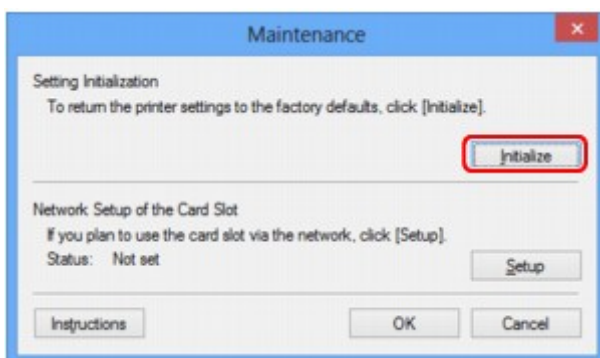 Maintenance
Setting Initialization
To return the printer settings to the factory defaults, click [Initialize].
Initialize
Network Setup of the Card Slot
If you plan to use the card slot via the network, click [Setup].
Status: Not set
Setup
Instructions OK Cancel